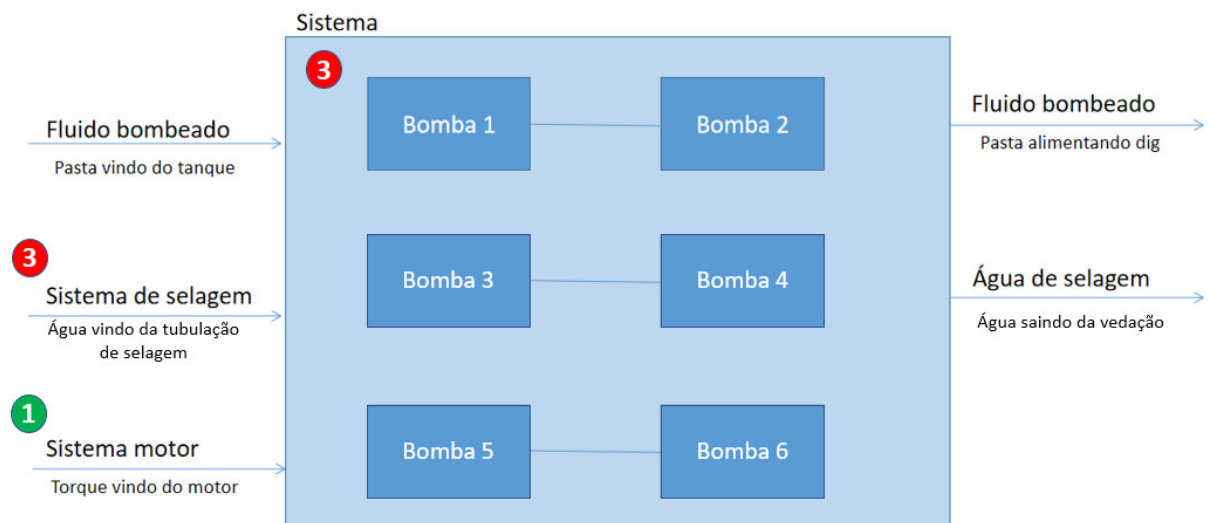 Sistema
3
Fluido bombeado
Pasta vindo do tanque
Bomba 1
Bomba 2
Fluido bombeado
Pasta alimentando dig
3
Sistema de selagem
Água vindo da tubulação
de selagem
Bomba 3
Bomba 4
Água de selagem
Água saindo da vedação
1
Sistema motor
Torque vindo do motor
Bomba 5
Bomba 6